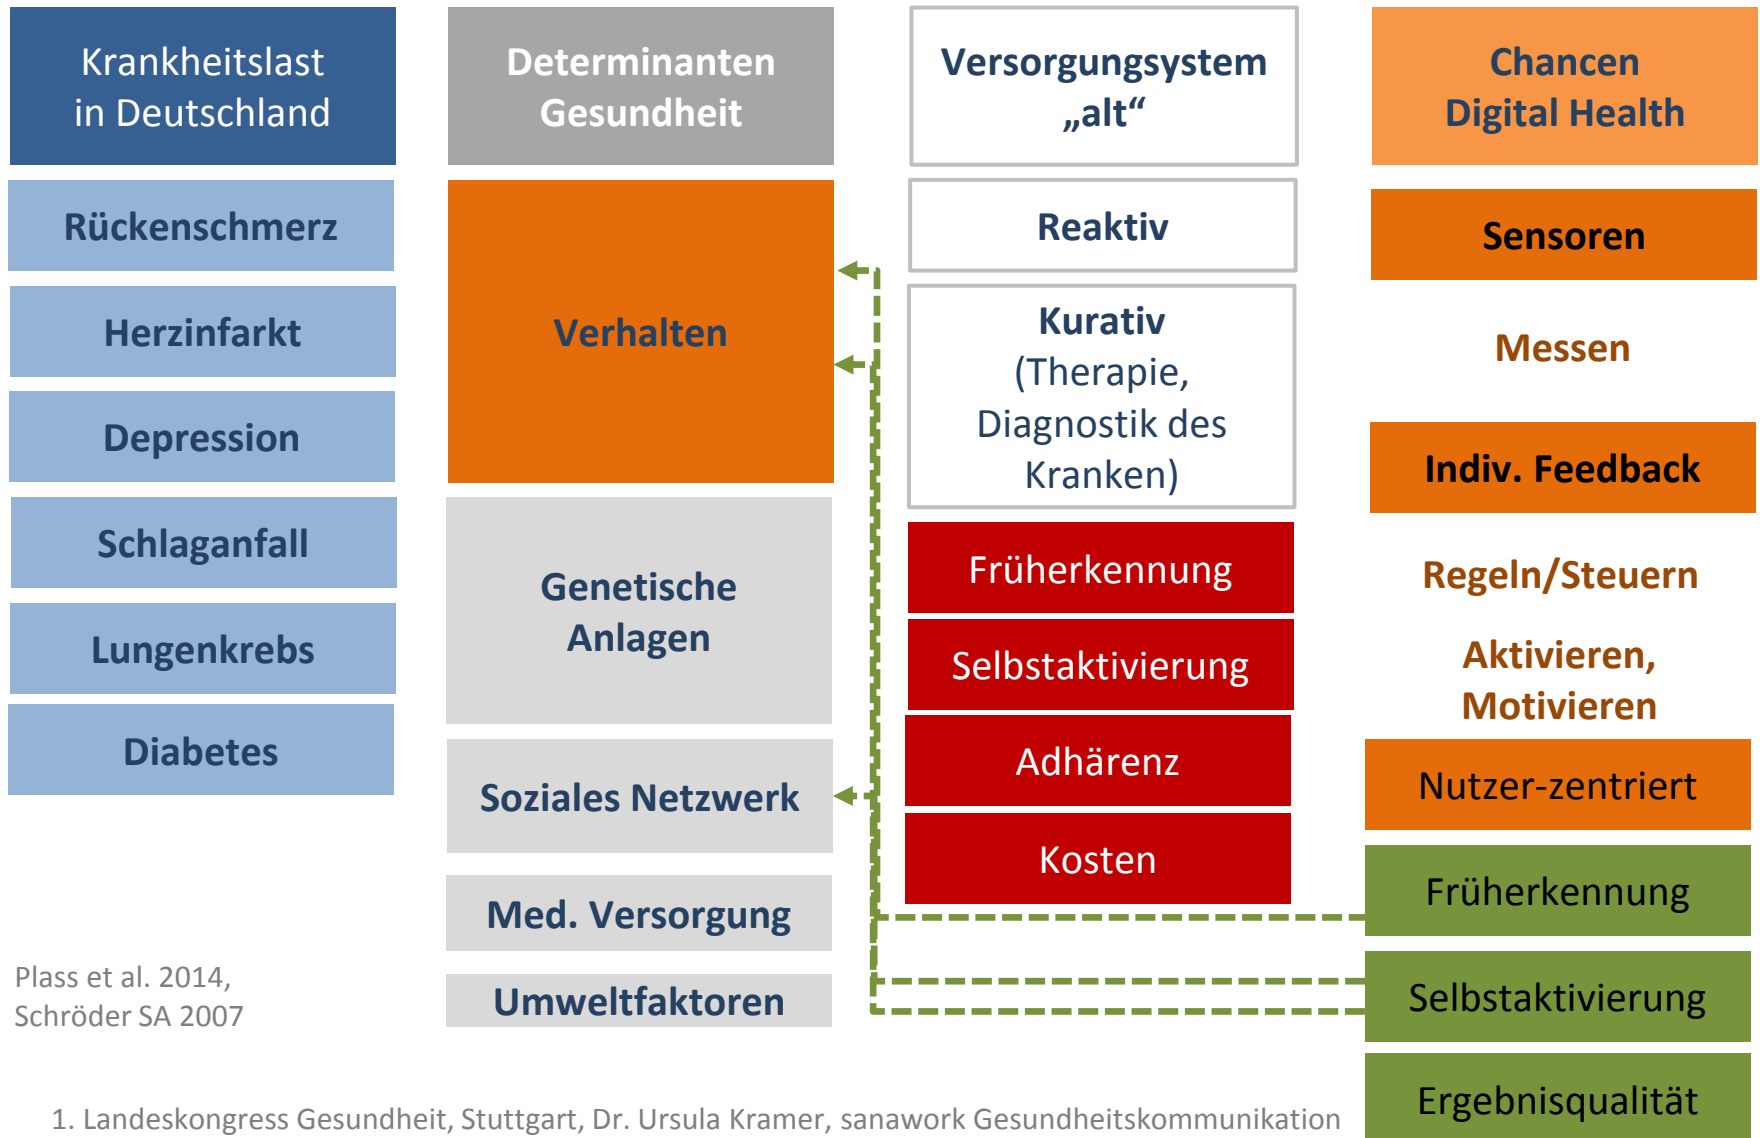 Krankheitslast
in Deutschland
Rückenschmerz
Herzinfarkt
Depression
Schlaganfall
Lungenkrebs
Diabetes
Determinanten
Gesundheit
Verhalten
Genetische
Anlagen
Soziales Netzwerk
Med. Versorgung
Umweltfaktoren
Versorgungsystem
„alt“
Reaktiv
Kurativ
(Therapie,
Diagnostik des
Kranken)
Früherkennung
Selbstaktivierung
Adhärenz
Kosten
Chancen
Digital Health
Sensoren
Messen
Indiv. Feedback
Regeln/Steuern
Aktivieren,
Motivieren
Nutzer-zentriert
Früherkennung
Selbstaktivierung
Ergebnisqualität
Plass et al. 2014,
Schröder SA 2007
1. Landeskongress Gesundheit, Stuttgart, Dr. Ursula Kramer, sanawork Gesundheitskommunikation